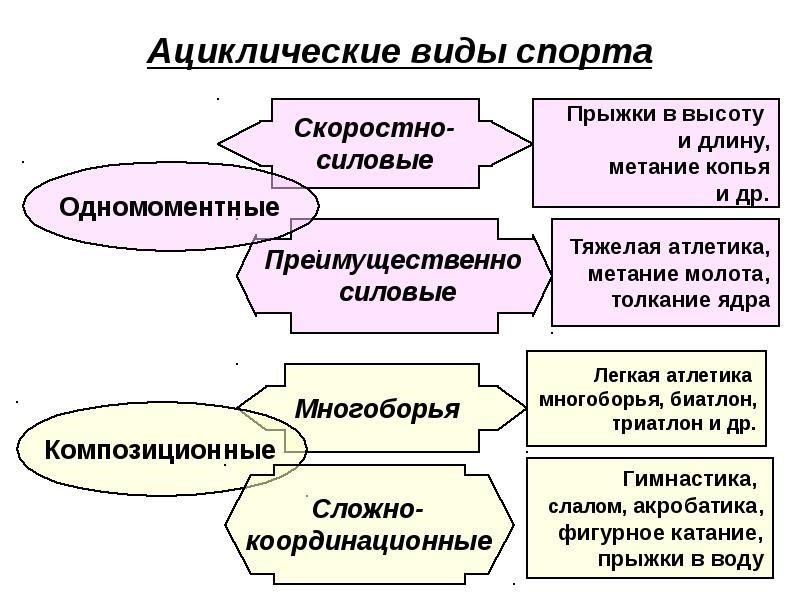 Ациклические виды спорта
Скоростно-
силовые
Прыжки в высоту
и длину,
метание копья
и др.
Одномоментные
Преимущественно
силовые
Тяжелая атлетика,
метание молота,
толкание ядра
Многоборья
Легкая атлетика
многоборья, биатлон,
триатлон и др.
Композиционные
Сложно-
координационные
Гимнастика,
слалом, акробатика,
фигурное катание,
прыжки в воду